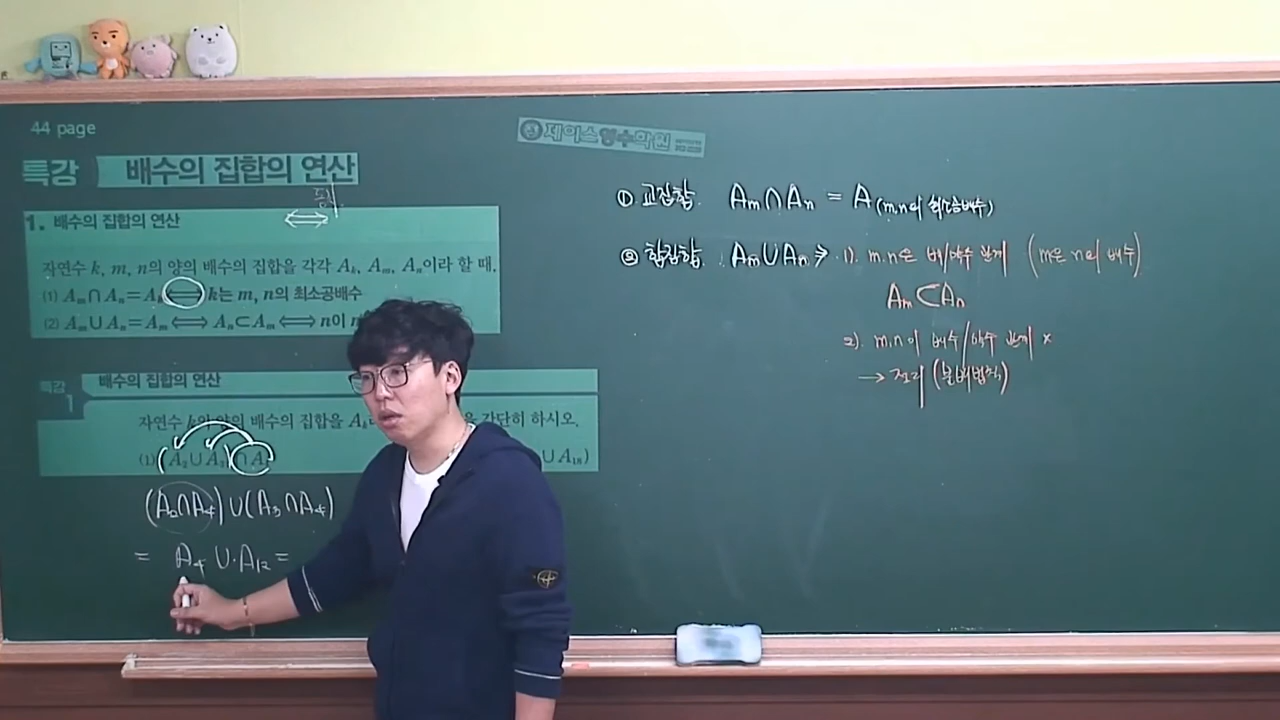 44 page
제이스영수학원
특강 배수의 집합의 연산
1. 배수의 집합의 연산
자연수 k, m, n의 양의 배수의 집합을 각각 Aₖ, Aₘ, Aₙ이라 할 때,
(1) Aₘ∩Aₙ=Aₖ⟺k는 m, n의 최소공배수
(2) Aₘ∪Aₙ=Aₘ⟺Aₙ⊂Aₘ⟺n이
특강 1 배수의 집합의 연산
자연수 k의 양의 배수의 집합을 간단히 하시오.
(1) (A₂∪A₃)∩A
∪A₁₈)
(A₂∩A₄)∪(A₃∩A₄)
= A₄ ∪ A₁₂ =
① 교집합. Aₘ∩Aₙ = A(m,n의 최소공배수)
② 합집합. Aₘ∪Aₙ ⇒ 1). m,n은 배/약수 관계 (m은 n의 배수)
Aₘ⊂Aₙ
2). m,n이 배수/약수 관계 ×
→ 정리 (분배법칙)